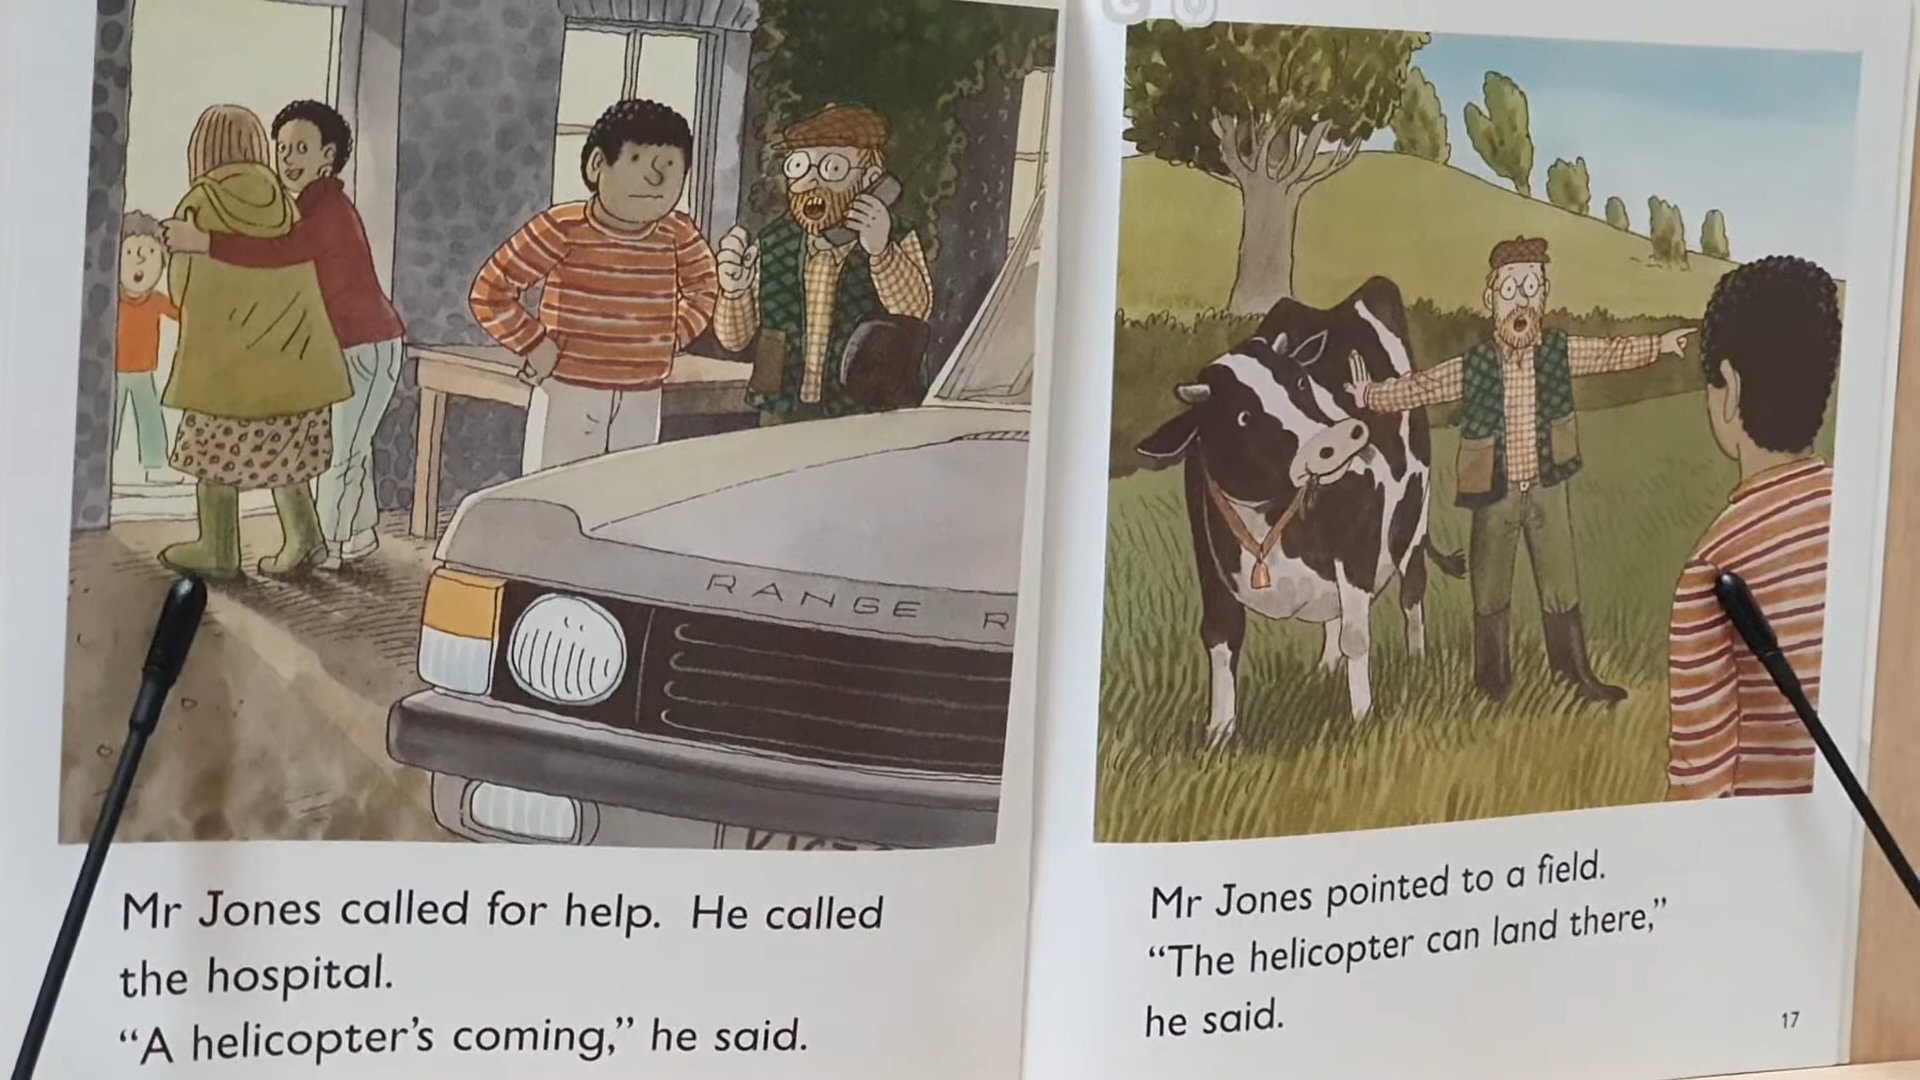 RANGE R
Mr Jones called for help. He called
the hospital.
“A helicopter’s coming,” he said.
Mr Jones pointed to a field.
“The helicopter can land there,”
he said.
17